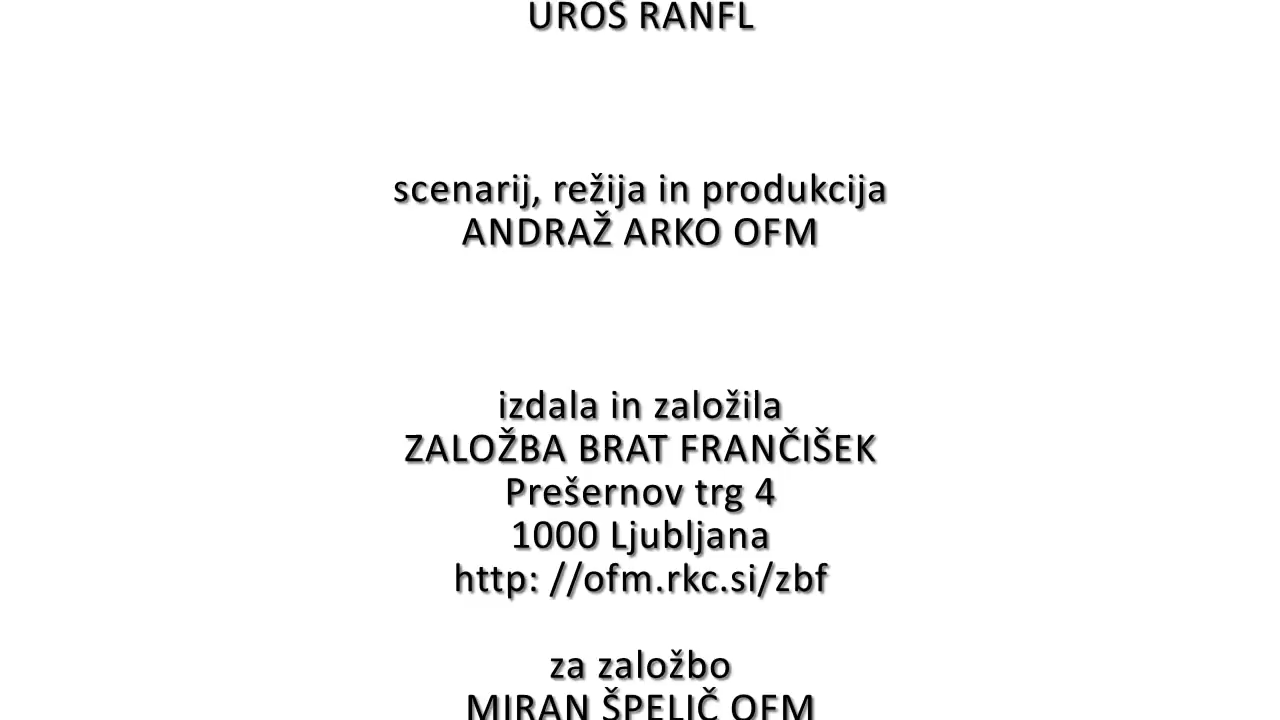 UROŠ RANFL
scenarij, režija in produkcija
ANDRAŽ ARKO OFM
izdala in založila
ZALOŽBA BRAT FRANČIŠEK
Prešernov trg 4
1000 Ljubljana
http: //ofm.rkc.si/zbf
za založbo
MIRAN ŠPELIČ OFM